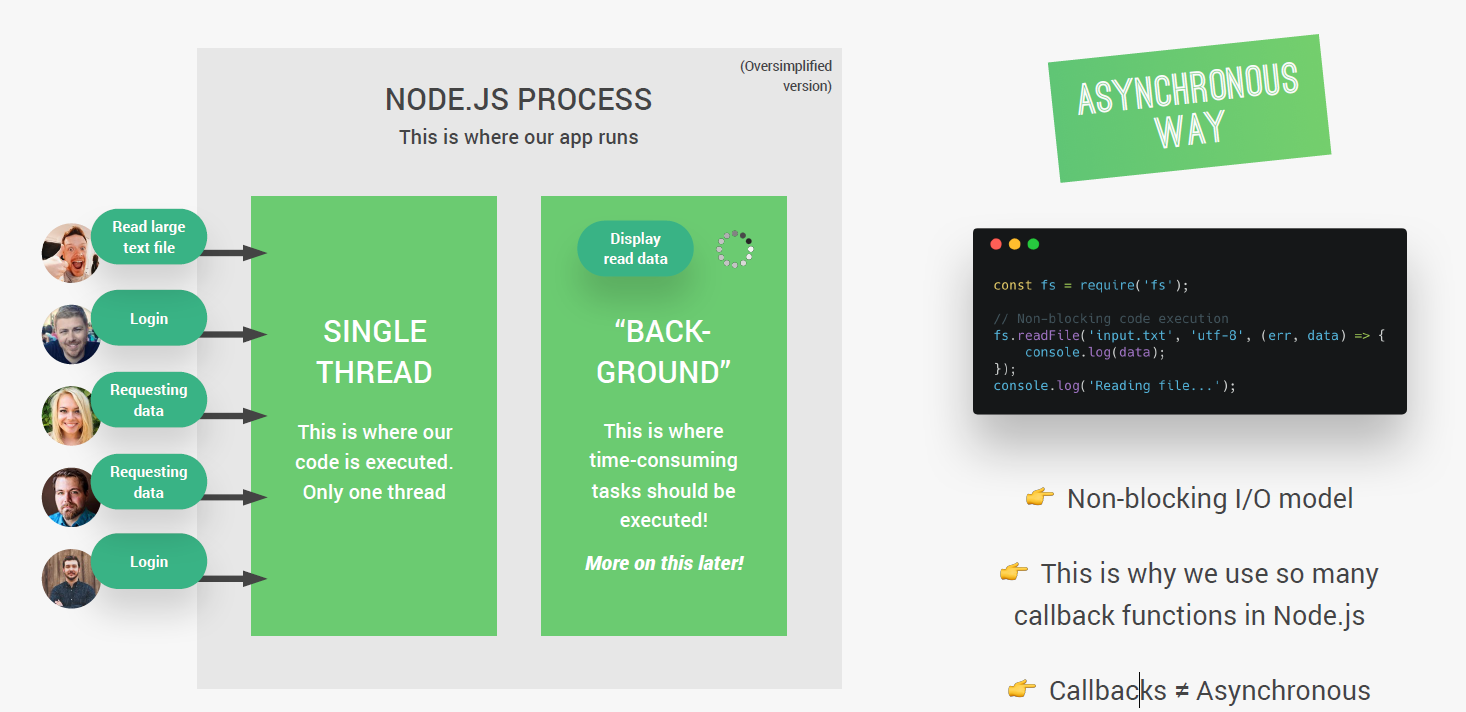 (Oversimplified
version)
NODE.JS PROCESS
This is where our app runs
Read large
text file
Login
Requesting
data
Requesting
data
Login
SINGLE
THREAD
This is where our
code is executed.
Only one thread
Display
read data
“BACK-
GROUND”
This is where
time-consuming
tasks should be
executed!
More on this later!
ASYNCHRONOUS
WAY
const fs = require('fs');
// Non-blocking code execution
fs.readFile('input.txt', 'utf-8', (err, data) => {
    console.log(data);
});
console.log('Reading file...');
👉 Non-blocking I/O model
👉 This is why we use so many
callback functions in Node.js
👉 Callbacks ≠ Asynchronous